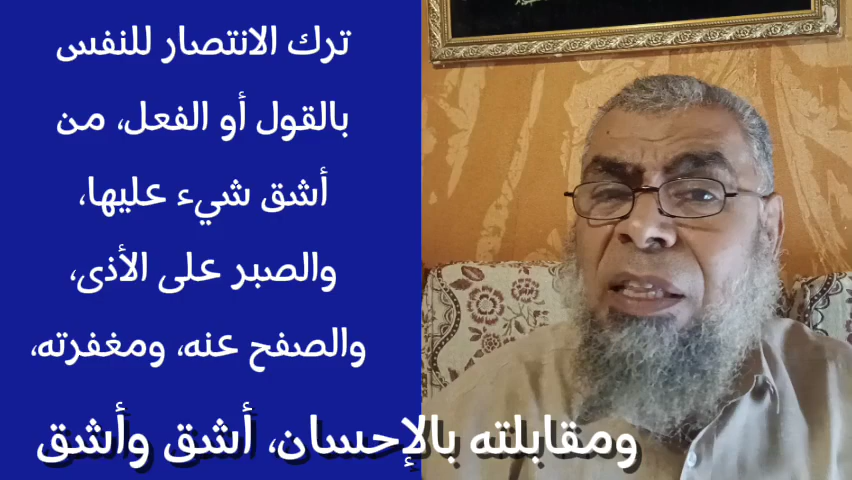 ترك الانتصار للنفس
بالقول أو الفعل، من
أشق شيء عليها،
والصبر على الأذى،
والصفح عنه، ومغفرته،
ومقابلته بالإحسان، أشق وأشق